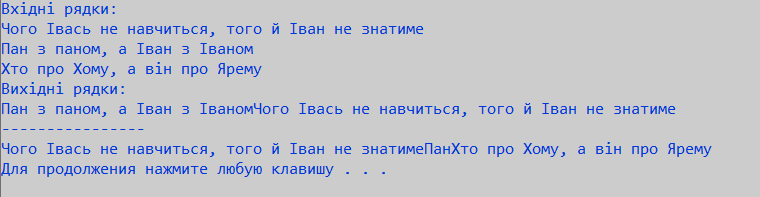 Вхідні рядки:
Чого Івась не навчиться, того й Іван не знатиме
Пан з паном, а Іван з Іваном
Хто про Хому, а він про Ярему
Вихідні рядки:
Пан з паном, а Іван з ІваномЧого Івась не навчиться, того й Іван не знатиме
----------------
Чого Івась не навчиться, того й Іван не знатимеПанХто про Хому, а він про Ярему
Для продолжения нажмите любую клавишу . . .